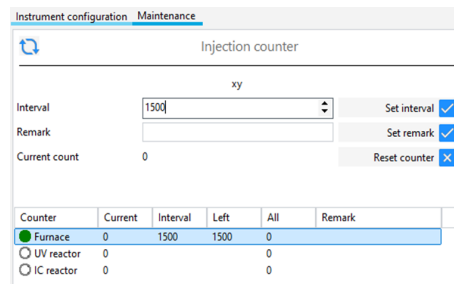 Instrument configuration Maintenance
Injection counter
xy
Interval 1500 Set interval
Remark Set remark
Current count 0 Reset counter
Counter Current Interval Left All Remark
Furnace 0 1500 1500 0
UV reactor 0 0
IC reactor 0 0